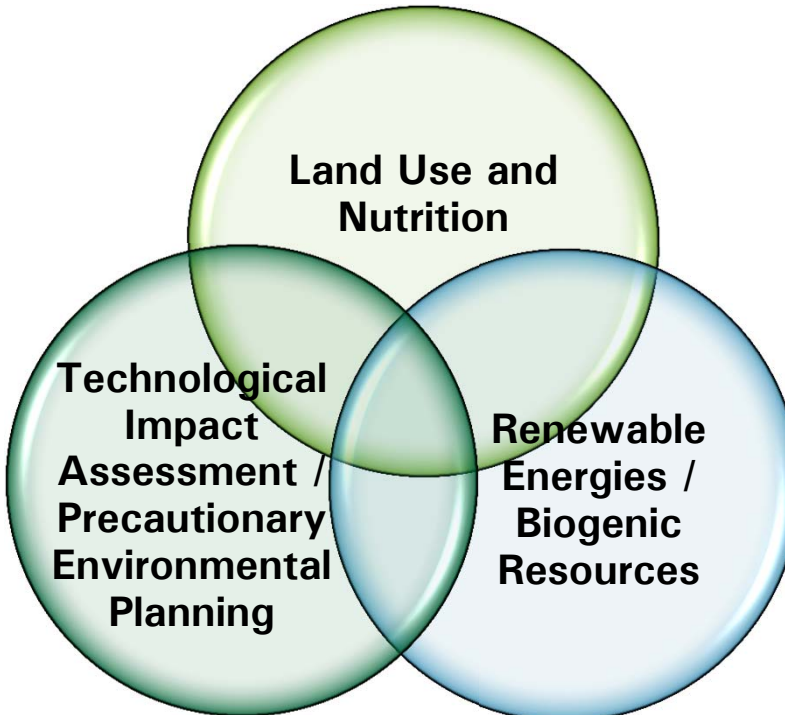 Land Use and
Nutrition
Technological
Impact
Assessment /
Precautionary
Environmental
Planning
Renewable
Energies /
Biogenic
Resources